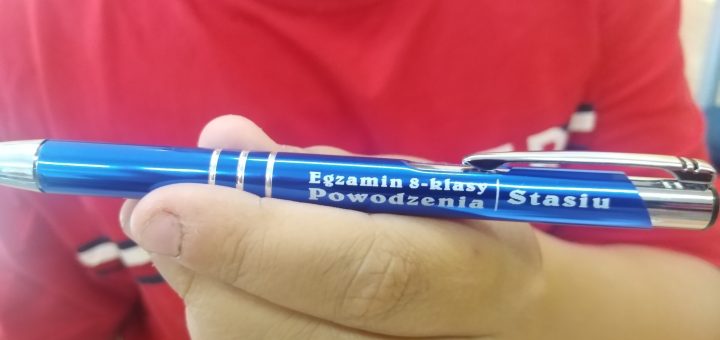 Egzamin 8-klasy
Powodzenia
Stasiu